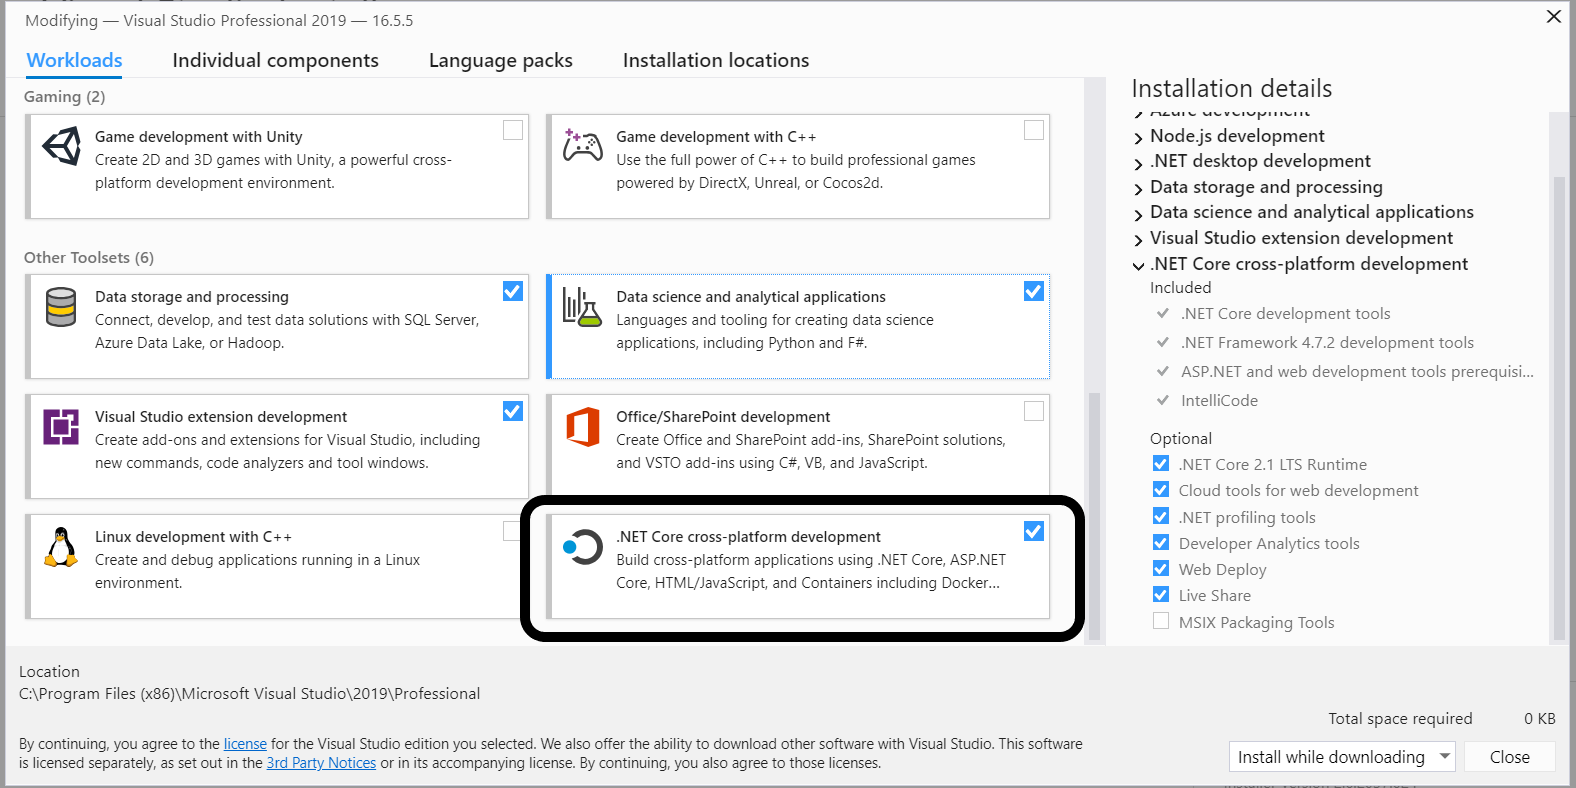 Modifying — Visual Studio Professional 2019 — 16.5.5
Workloads
Individual components
Language packs
Installation locations
Gaming (2)
Game development with Unity
Create 2D and 3D games with Unity, a powerful cross-
platform development environment.
Game development with C++
Use the full power of C++ to build professional games
powered by DirectX, Unreal, or Cocos2d.
Other Toolsets (6)
Data storage and processing
Connect, develop, and test data solutions with SQL Server,
Azure Data Lake, or Hadoop.
Data science and analytical applications
Languages and tooling for creating data science
applications, including Python and F#.
Visual Studio extension development
Create add-ons and extensions for Visual Studio, including
new commands, code analyzers and tool windows.
Office/SharePoint development
Create Office and SharePoint add-ins, SharePoint solutions,
and VSTO add-ins using C#, VB, and JavaScript.
Linux development with C++
Create and debug applications running in a Linux
environment.
.NET Core cross-platform development
Build cross-platform applications using .NET Core, ASP.NET
Core, HTML/JavaScript, and Containers including Docker...
Installation details
Azure development
Node.js development
.NET desktop development
Data storage and processing
Data science and analytical applications
Visual Studio extension development
.NET Core cross-platform development
Included
.NET Core development tools
.NET Framework 4.7.2 development tools
ASP.NET and web development tools prerequisi...
IntelliCode
Optional
.NET Core 2.1 LTS Runtime
Cloud tools for web development
.NET profiling tools
Developer Analytics tools
Web Deploy
Live Share
MSIX Packaging Tools
Location
C:\Program Files (x86)\Microsoft Visual Studio\2019\Professional
Total space required 0 KB
By continuing, you agree to the license for the Visual Studio edition you selected. We also offer the ability to download other software with Visual Studio. This software
is licensed separately, as set out in the 3rd Party Notices or in its accompanying license. By continuing, you also agree to those licenses.
Install while downloading
Close